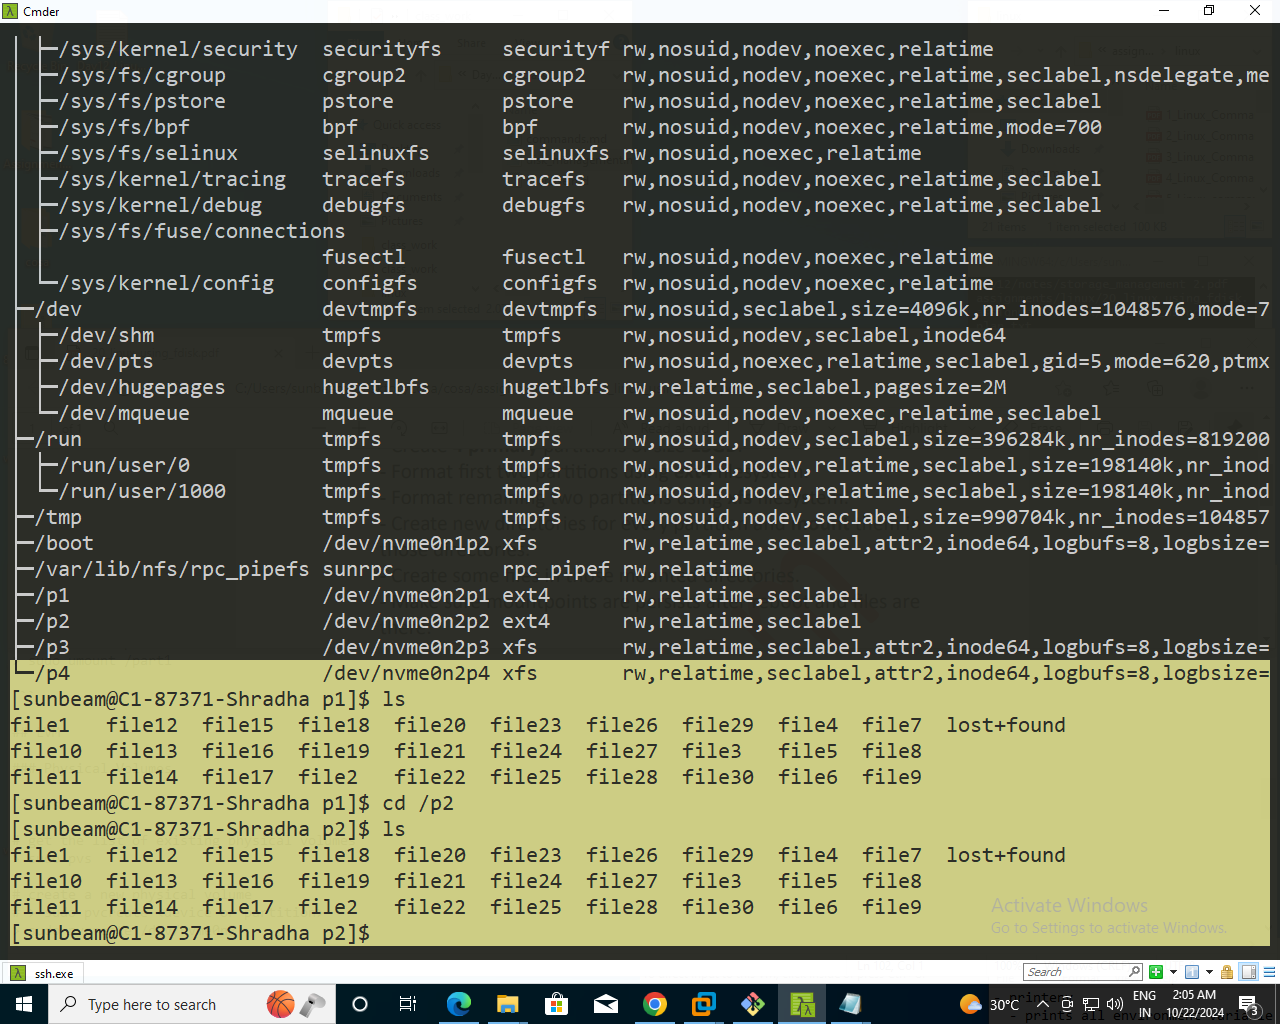 Cmder
├─/sys/kernel/security securityfs securityf rw,nosuid,nodev,noexec,relatime
├─/sys/fs/cgroup cgroup2 cgroup2 rw,nosuid,nodev,noexec,relatime,seclabel,nsdelegate,me
├─/sys/fs/pstore pstore pstore rw,nosuid,nodev,noexec,relatime,seclabel
├─/sys/fs/bpf bpf bpf rw,nosuid,nodev,noexec,relatime,mode=700
├─/sys/fs/selinux selinuxfs selinuxfs rw,nosuid,noexec,relatime
├─/sys/kernel/tracing tracefs tracefs rw,nosuid,nodev,noexec,relatime,seclabel
├─/sys/kernel/debug debugfs debugfs rw,nosuid,nodev,noexec,relatime,seclabel
├─/sys/fs/fuse/connections
fusectl fusectl rw,nosuid,nodev,noexec,relatime
└─/sys/kernel/config configfs configfs rw,nosuid,nodev,noexec,relatime
├─/dev devtmpfs devtmpfs rw,nosuid,seclabel,size=4096k,nr_inodes=1048576,mode=7
├─/dev/shm tmpfs tmpfs rw,nosuid,nodev,seclabel,inode64
├─/dev/pts devpts devpts rw,nosuid,noexec,relatime,seclabel,gid=5,mode=620,ptmx
├─/dev/hugepages hugetlbfs hugetlbfs rw,relatime,seclabel,pagesize=2M
└─/dev/mqueue mqueue mqueue rw,nosuid,nodev,noexec,relatime,seclabel
├─/run tmpfs tmpfs rw,nosuid,nodev,seclabel,size=396284k,nr_inodes=819200
├─/run/user/0 tmpfs tmpfs rw,nosuid,nodev,relatime,seclabel,size=198140k,nr_inod
└─/run/user/1000 tmpfs tmpfs rw,nosuid,nodev,relatime,seclabel,size=198140k,nr_inod
├─/tmp tmpfs tmpfs rw,nosuid,nodev,seclabel,size=990704k,nr_inodes=104857
├─/boot /dev/nvme0n1p2 xfs rw,relatime,seclabel,attr2,inode64,logbufs=8,logbsize=
├─/var/lib/nfs/rpc_pipefs sunrpc rpc_pipef rw,relatime
├─/p1 /dev/nvme0n2p1 ext4 rw,relatime,seclabel
├─/p2 /dev/nvme0n2p2 ext4 rw,relatime,seclabel
├─/p3 /dev/nvme0n2p3 xfs rw,relatime,seclabel,attr2,inode64,logbufs=8,logbsize=
└─/p4 /dev/nvme0n2p4 xfs rw,relatime,seclabel,attr2,inode64,logbufs=8,logbsize=
[sunbeam@C1-87371-Shradha p1]$ ls
file1 file12 file15 file18 file20 file23 file26 file29 file4 file7 lost+found
file10 file13 file16 file19 file21 file24 file27 file3 file5 file8
file11 file14 file17 file2 file22 file25 file28 file30 file6 file9
[sunbeam@C1-87371-Shradha p1]$ cd /p2
[sunbeam@C1-87371-Shradha p2]$ ls
file1 file12 file15 file18 file20 file23 file26 file29 file4 file7 lost+found
file10 file13 file16 file19 file21 file24 file27 file3 file5 file8
file11 file14 file17 file2 file22 file25 file28 file30 file6 file9
[sunbeam@C1-87371-Shradha p2]$
Activate Windows
Go to Settings to activate Windows.
ssh.exe
Search
Type here to search
30°C
ENG
IN
2:05 AM
10/22/2024
3